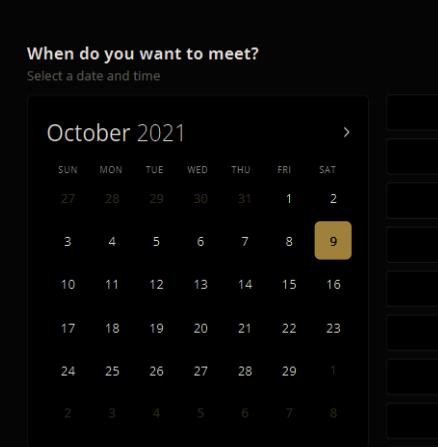 When do you want to meet?
Select a date and time
October 2021
SUN MON TUE WED THU FRI SAT
27 28 29 30 31 1 2
3 4 5 6 7 8 9
10 11 12 13 14 15 16
17 18 19 20 21 22 23
24 25 26 27 28 29 1
2 3 4 5 6 7 8